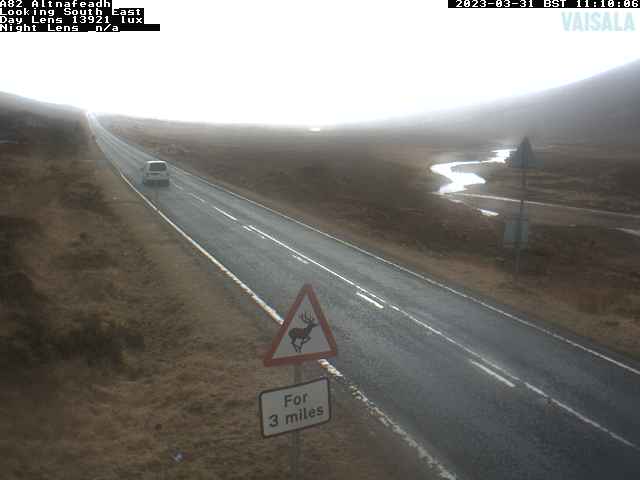 A82 Altnafeadh
Looking South East
Day Lens 13921 lux
Night Lens n/a
2023-03-31 BST 11:10:06
VAISALA
For
3 miles